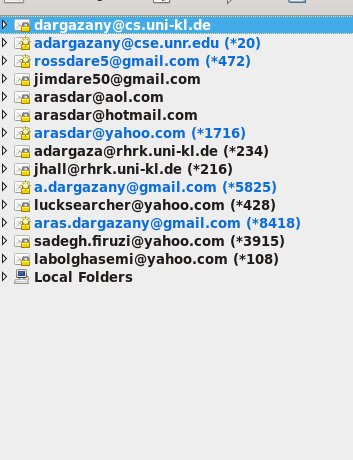 dargazany@cs.uni-kl.de
adargazany@cse.unr.edu (*20)
rossdare5@gmail.com (*472)
jimdare50@gmail.com
arasdar@aol.com
arasdar@hotmail.com
arasdar@yahoo.com (*1716)
adargaza@rhrk.uni-kl.de (*234)
jhall@rhrk.uni-kl.de (*216)
a.dargazany@gmail.com (*5825)
lucksearcher@yahoo.com (*428)
aras.dargazany@gmail.com (*8418)
sadegh.firuzi@yahoo.com (*3915)
labolghasemi@yahoo.com (*108)
Local Folders